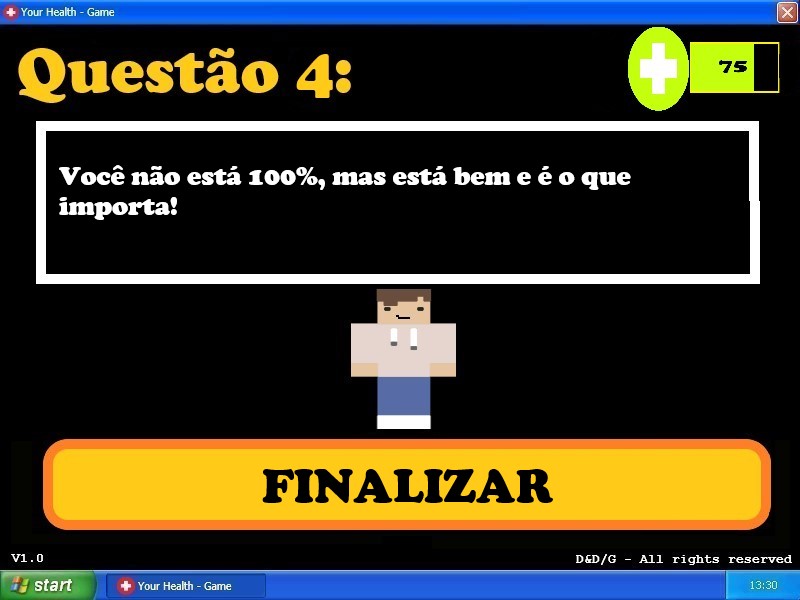 Your Health - Game
Questão 4:
75
Você não está 100%, mas está bem e é o que
importa!
FINALIZAR
V1.0
D&D/G - All rights reserved
start
Your Health - Game
13:30